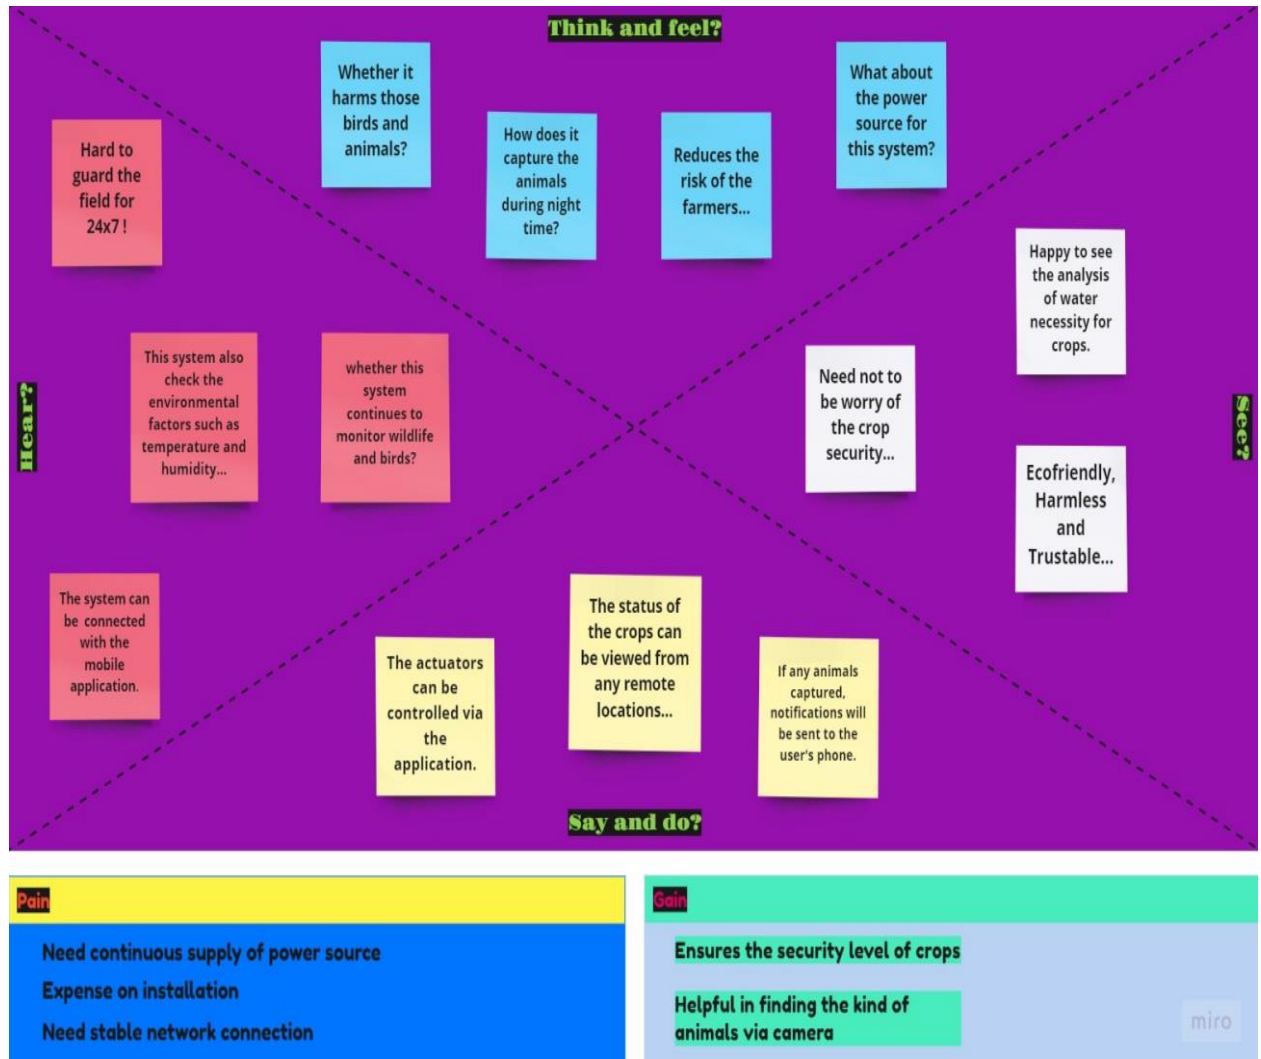 Think and feel?
Whether it
harms those
birds and
animals?
How does it
capture the
animals
during night
time?
Reduces the
risk of the
farmers...
What about
the power
source for
this system?
Hard to
guard the
field for
24x7 !
This system also
check the
environmental
factors such as
temperature and
humidity...
whether this
system
continues to
monitor wildlife
and birds?
The system can
be connected
with the
mobile
application.
Hear?
Happy to see
the analysis
of water
necessity for
crops.
Need not to
be worry of
the crop
security...
Ecofriendly,
Harmless
and
Trustable...
See?
The actuators
can be
controlled via
the
application.
The status of
the crops can
be viewed from
any remote
locations...
If any animals
captured,
notifications will
be sent to the
user's phone.
Say and do?
Pain
Need continuous supply of power source
Expense on installation
Need stable network connection
Gain
Ensures the security level of crops
Helpful in finding the kind of
animals via camera
miro